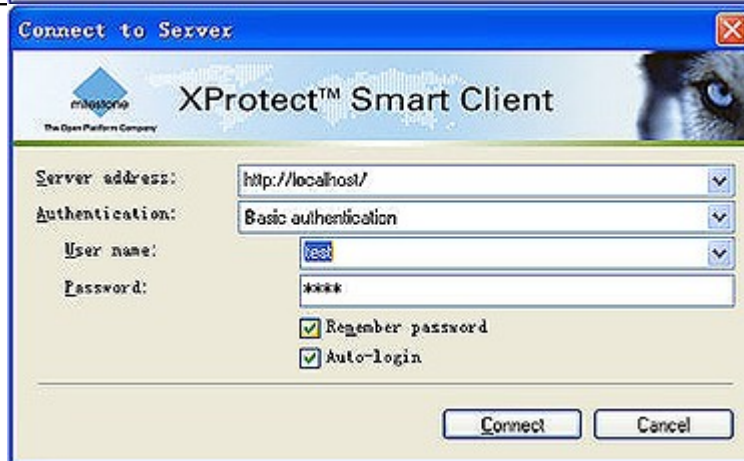 Connect to Server
milestone
The Open Platform Company
XProtect™ Smart Client
Server address: http://localhost/
Authentication: Basic authentication
User name: test
Password: ****
Remember password
Auto-login
Connect Cancel